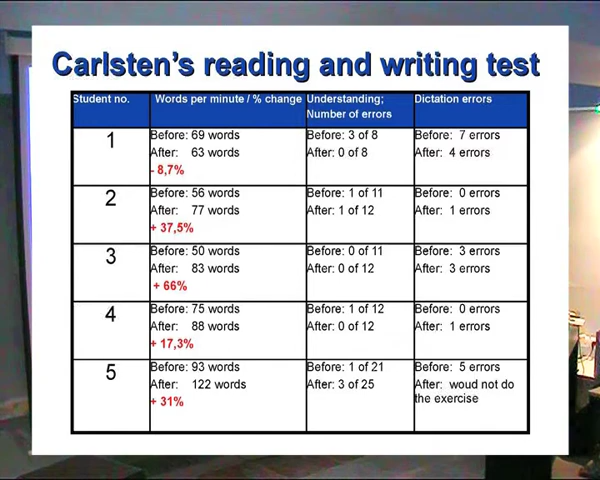 Carlsten's reading and writing test
Student no. Words per minute / % change Understanding; Number of errors Dictation errors
1 Before: 69 words Before: 3 of 8 Before: 7 errors
After: 63 words After: 0 of 8 After: 4 errors
- 8,7%
2 Before: 56 words Before: 1 of 11 Before: 0 errors
After: 77 words After: 1 of 12 After: 1 errors
+ 37,5%
3 Before: 50 words Before: 0 of 11 Before: 3 errors
After: 83 words After: 0 of 12 After: 3 errors
+ 66%
4 Before: 75 words Before: 1 of 12 Before: 0 errors
After: 88 words After: 0 of 12 After: 1 errors
+ 17,3%
5 Before: 93 words Before: 1 of 21 Before: 5 errors
After: 122 words After: 3 of 25 After: woud not do
+ 31% the exercise